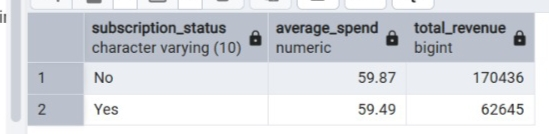 subscription_status average_spend total_revenue
character varying (10) numeric bigint
1 No 59.87 170436
2 Yes 59.49 62645